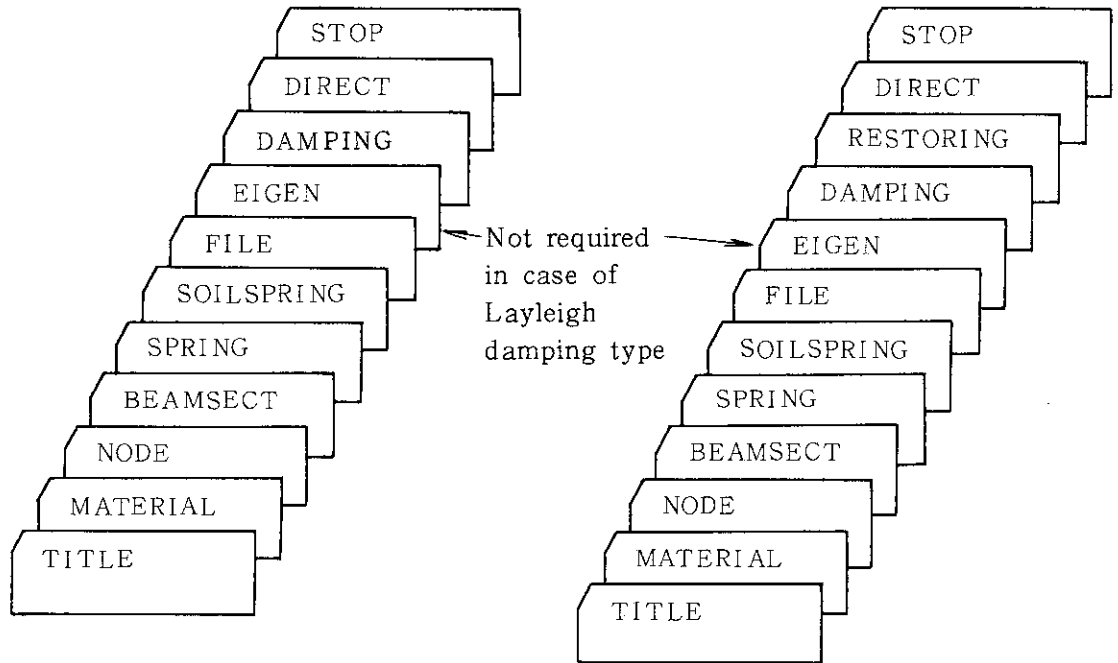 STOP
DIRECT
DAMPING
EIGEN
FILE
SOILSPRING
SPRING
BEAMSECT
NODE
MATERIAL
TITLE
Not required
in case of
Layleigh
damping type
STOP
DIRECT
RESTORING
DAMPING
EIGEN
FILE
SOILSPRING
SPRING
BEAMSECT
NODE
MATERIAL
TITLE